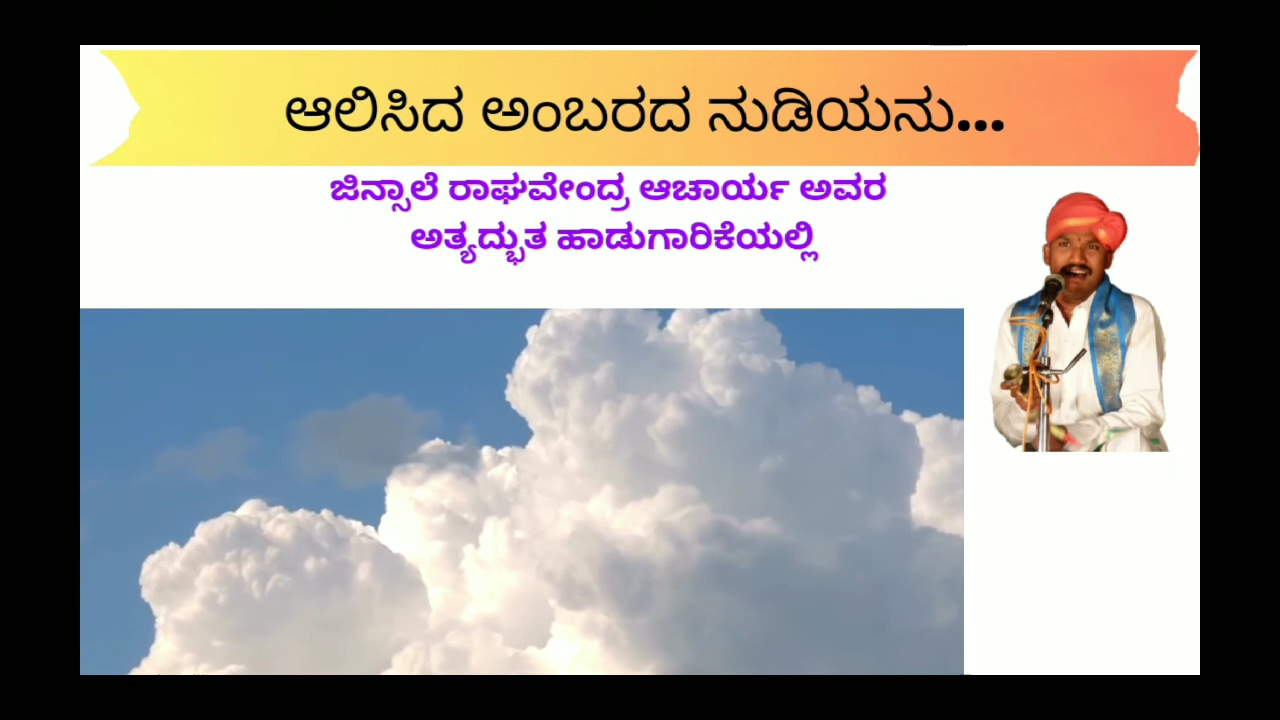 ಆಲಿಸಿದ ಅಂಬರದ ನುಡಿಯನು...
ಜಿನ್ಸಾಲೆ ರಾಘವೇಂದ್ರ ಆಚಾರ್ಯ ಅವರ
ಅತ್ಯದ್ಭುತ ಹಾಡುಗಾರಿಕೆಯಲ್ಲಿ